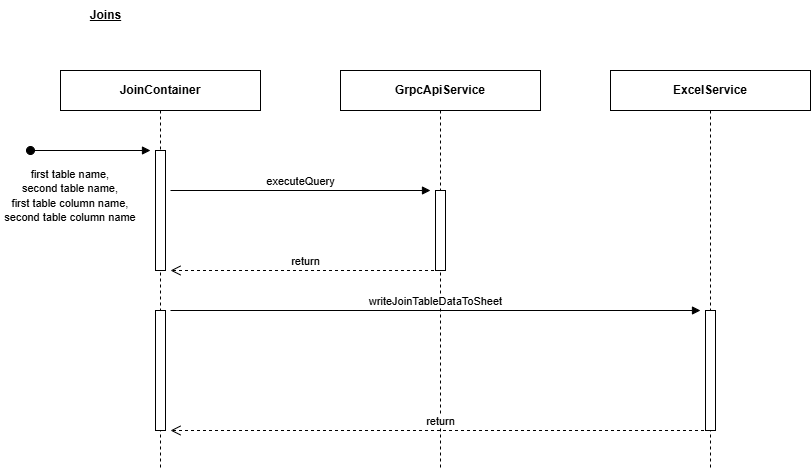 Joins
JoinContainer
GrpcApiService
ExcelService
first table name,
second table name,
first table column name,
second table column name
executeQuery
return
writeJoinTableDataToSheet
return